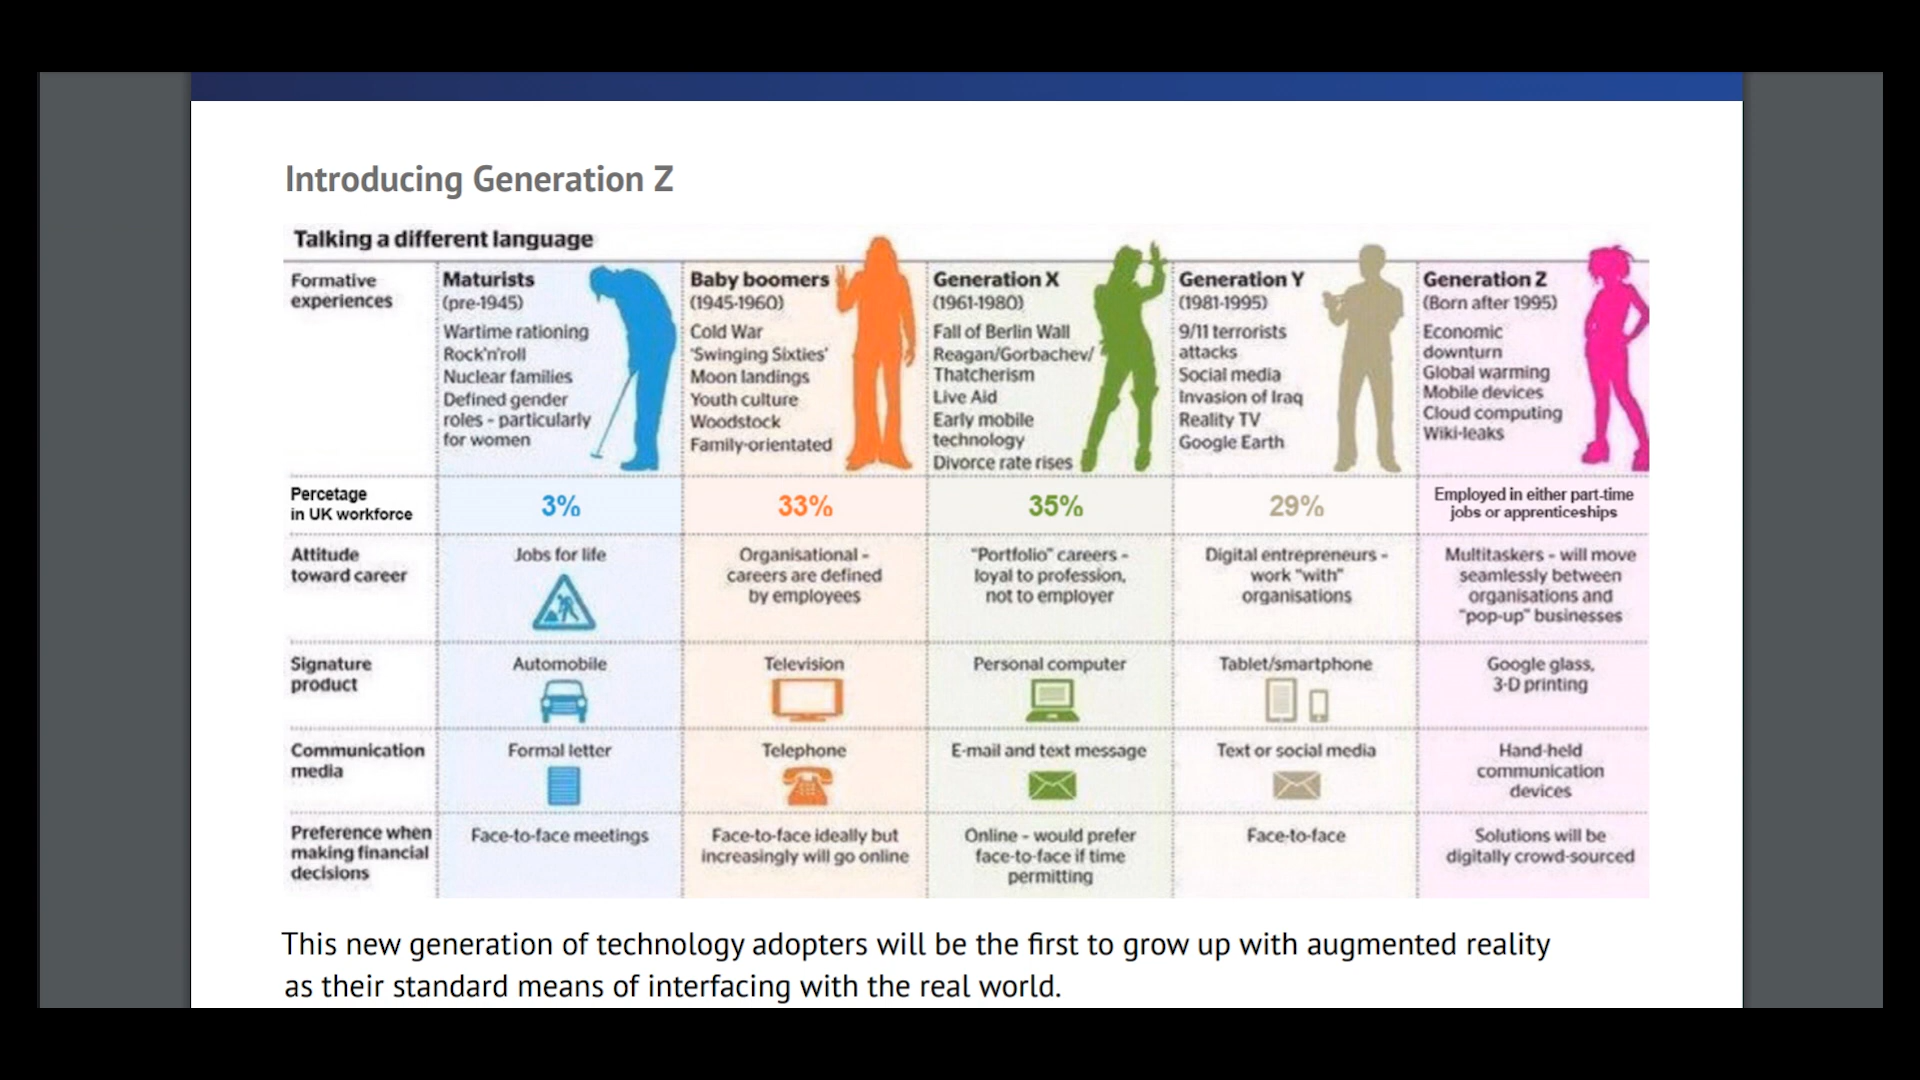 Introducing Generation Z
Talking a different language
Formative
experiences
Maturists
(pre-1945)
Wartime rationing
Rock'n'roll
Nuclear families
Defined gender
roles - particularly
for women
Baby boomers
(1945-1960)
Cold War
'Swinging Sixties'
Moon landings
Youth culture
Woodstock
Family-orientated
Generation X
(1961-1980)
Fall of Berlin Wall
Reagan/Gorbachev/
Thatcherism
Live Aid
Early mobile
technology
Divorce rate rises
Generation Y
(1981-1995)
9/11 terrorists
attacks
Social media
Invasion of Iraq
Reality TV
Google Earth
Generation Z
(Born after 1995)
Economic
downturn
Global warming
Mobile devices
Cloud computing
Wiki-leaks
Percetage
in UK workforce
3%
33%
35%
29%
Employed in either part-time
jobs or apprenticeships
Attitude
toward career
Jobs for life
Organisational -
careers are defined
by employees
"Portfolio" careers -
loyal to profession,
not to employer
Digital entrepreneurs -
work "with"
organisations
Multitaskers - will move
seamlessly between
organisations and
"pop-up" businesses
Signature
product
Automobile
Television
Personal computer
Tablet/smartphone
Google glass,
3-D printing
Communication
media
Formal letter
Telephone
E-mail and text message
Text or social media
Hand-held
communication
devices
Preference when
making financial
decisions
Face-to-face meetings
Face-to-face ideally but
increasingly will go online
Online - would prefer
face-to-face if time
permitting
Face-to-face
Solutions will be
digitally crowd-sourced
This new generation of technology adopters will be the first to grow up with augmented reality
as their standard means of interfacing with the real world.